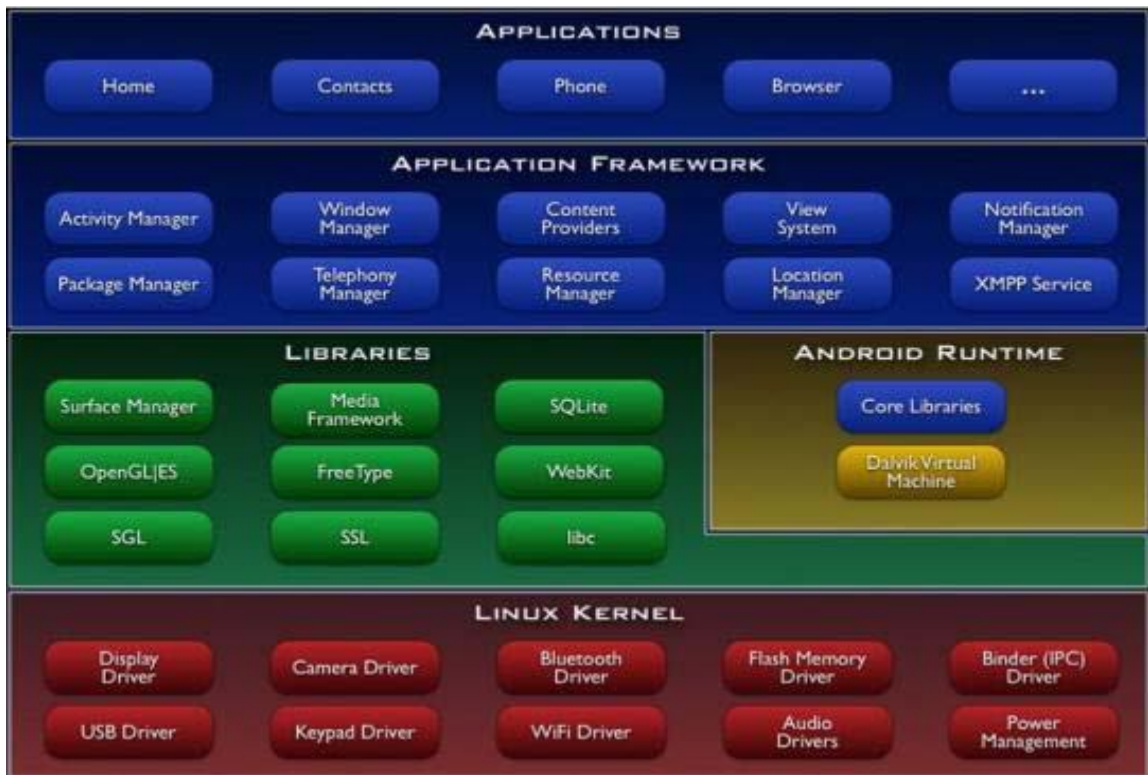 APPLICATIONS
Home
Contacts
Phone
Browser
...
APPLICATION FRAMEWORK
Activity Manager
Window
Manager
Content
Providers
View
System
Notification
Manager
Package Manager
Telephony
Manager
Resource
Manager
Location
Manager
XMPP Service
LIBRARIES
Surface Manager
Media
Framework
SQLite
OpenGL|ES
FreeType
WebKit
SGL
SSL
libc
ANDROID RUNTIME
Core Libraries
Dalvik Virtual
Machine
LINUX KERNEL
Display
Driver
Camera Driver
Bluetooth
Driver
Flash Memory
Driver
Binder (IPC)
Driver
USB Driver
Keypad Driver
WiFi Driver
Audio
Drivers
Power
Management